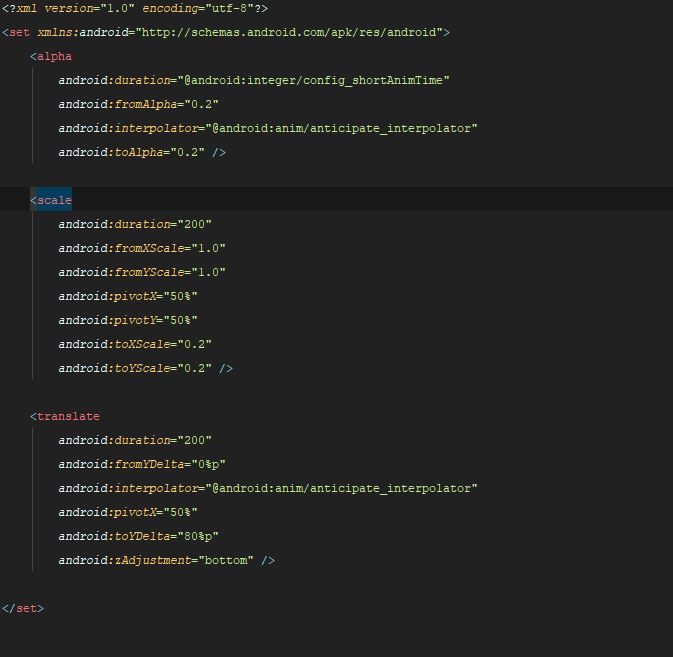 <?xml version="1.0" encoding="utf-8"?>
<set xmlns:android="http://schemas.android.com/apk/res/android">
    <alpha
        android:duration="@android:integer/config_shortAnimTime"
        android:fromAlpha="0.2"
        android:interpolator="@android:anim/anticipate_interpolator"
        android:toAlpha="0.2" />
    <scale
        android:duration="200"
        android:fromXScale="1.0"
        android:fromYScale="1.0"
        android:pivotX="50%"
        android:pivotY="50%"
        android:toXScale="0.2"
        android:toYScale="0.2" />
    <translate
        android:duration="200"
        android:fromYDelta="0%p"
        android:interpolator="@android:anim/anticipate_interpolator"
        android:pivotX="50%"
        android:toYDelta="80%p"
        android:zAdjustment="bottom" />
</set>